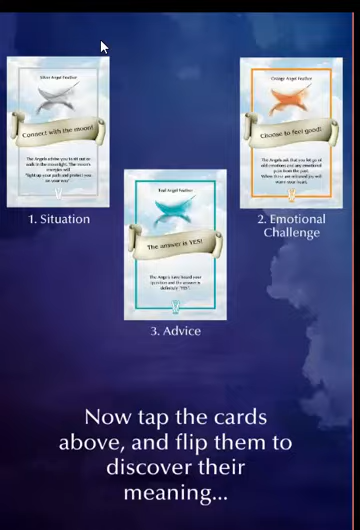 Silver Angel Feather
Connect with the moon!
The Angels advise you to sit out or
walk in the moonlight. The moon's
energies will
"light up your path and protect you
on your way"
1. Situation
Orange Angel Feather
Choose to feel good!
The Angels ask that you let go of
old emotions and any emotional
pain from the past.
When these are released joy will
enter your heart.
2. Emotional
Challenge
Teal Angel Feather
The answer is YES!
The Angels have heard your
question and the answer is
definitely "YES".
3. Advice
Now tap the cards
above, and flip them to
discover their
meaning...